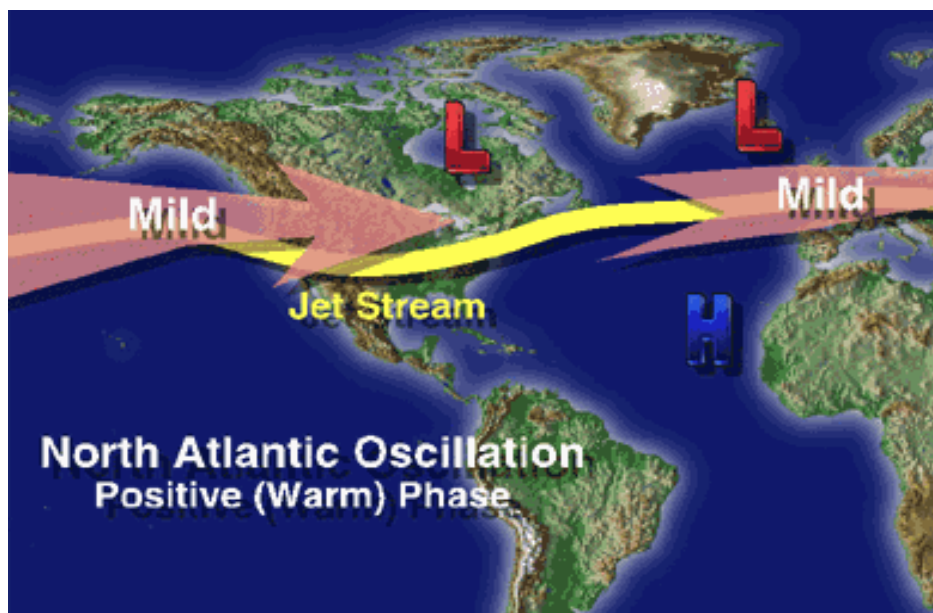 L
L
Mild
Mild
Jet Stream
H
North Atlantic Oscillation
Positive (Warm) Phase